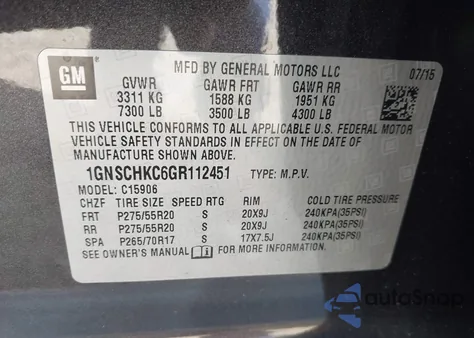 GM
MFD BY GENERAL MOTORS LLC 07/15
GVWR GAWR FRT GAWR RR
3311 KG 1588 KG 1951 KG
7300 LB 3500 LB 4300 LB
THIS VEHICLE CONFORMS TO ALL APPLICABLE U.S. FEDERAL MOTOR
VEHICLE SAFETY STANDARDS IN EFFECT ON THE DATE OF
MANUFACTURE SHOWN ABOVE.
1GNSCHKC6GR112451 TYPE: M.P.V.
MODEL: C15906
CHZF TIRE SIZE SPEED RTG RIM COLD TIRE PRESSURE
FRT P275/55R20 S 20X9J 240KPA(35PSI)
RR P275/55R20 S 20X9J 240KPA(35PSI)
SPA P265/70R17 S 17X7.5J 240KPA(35PSI)
SEE OWNER'S MANUAL FOR MORE INFORMATION
autoSnap